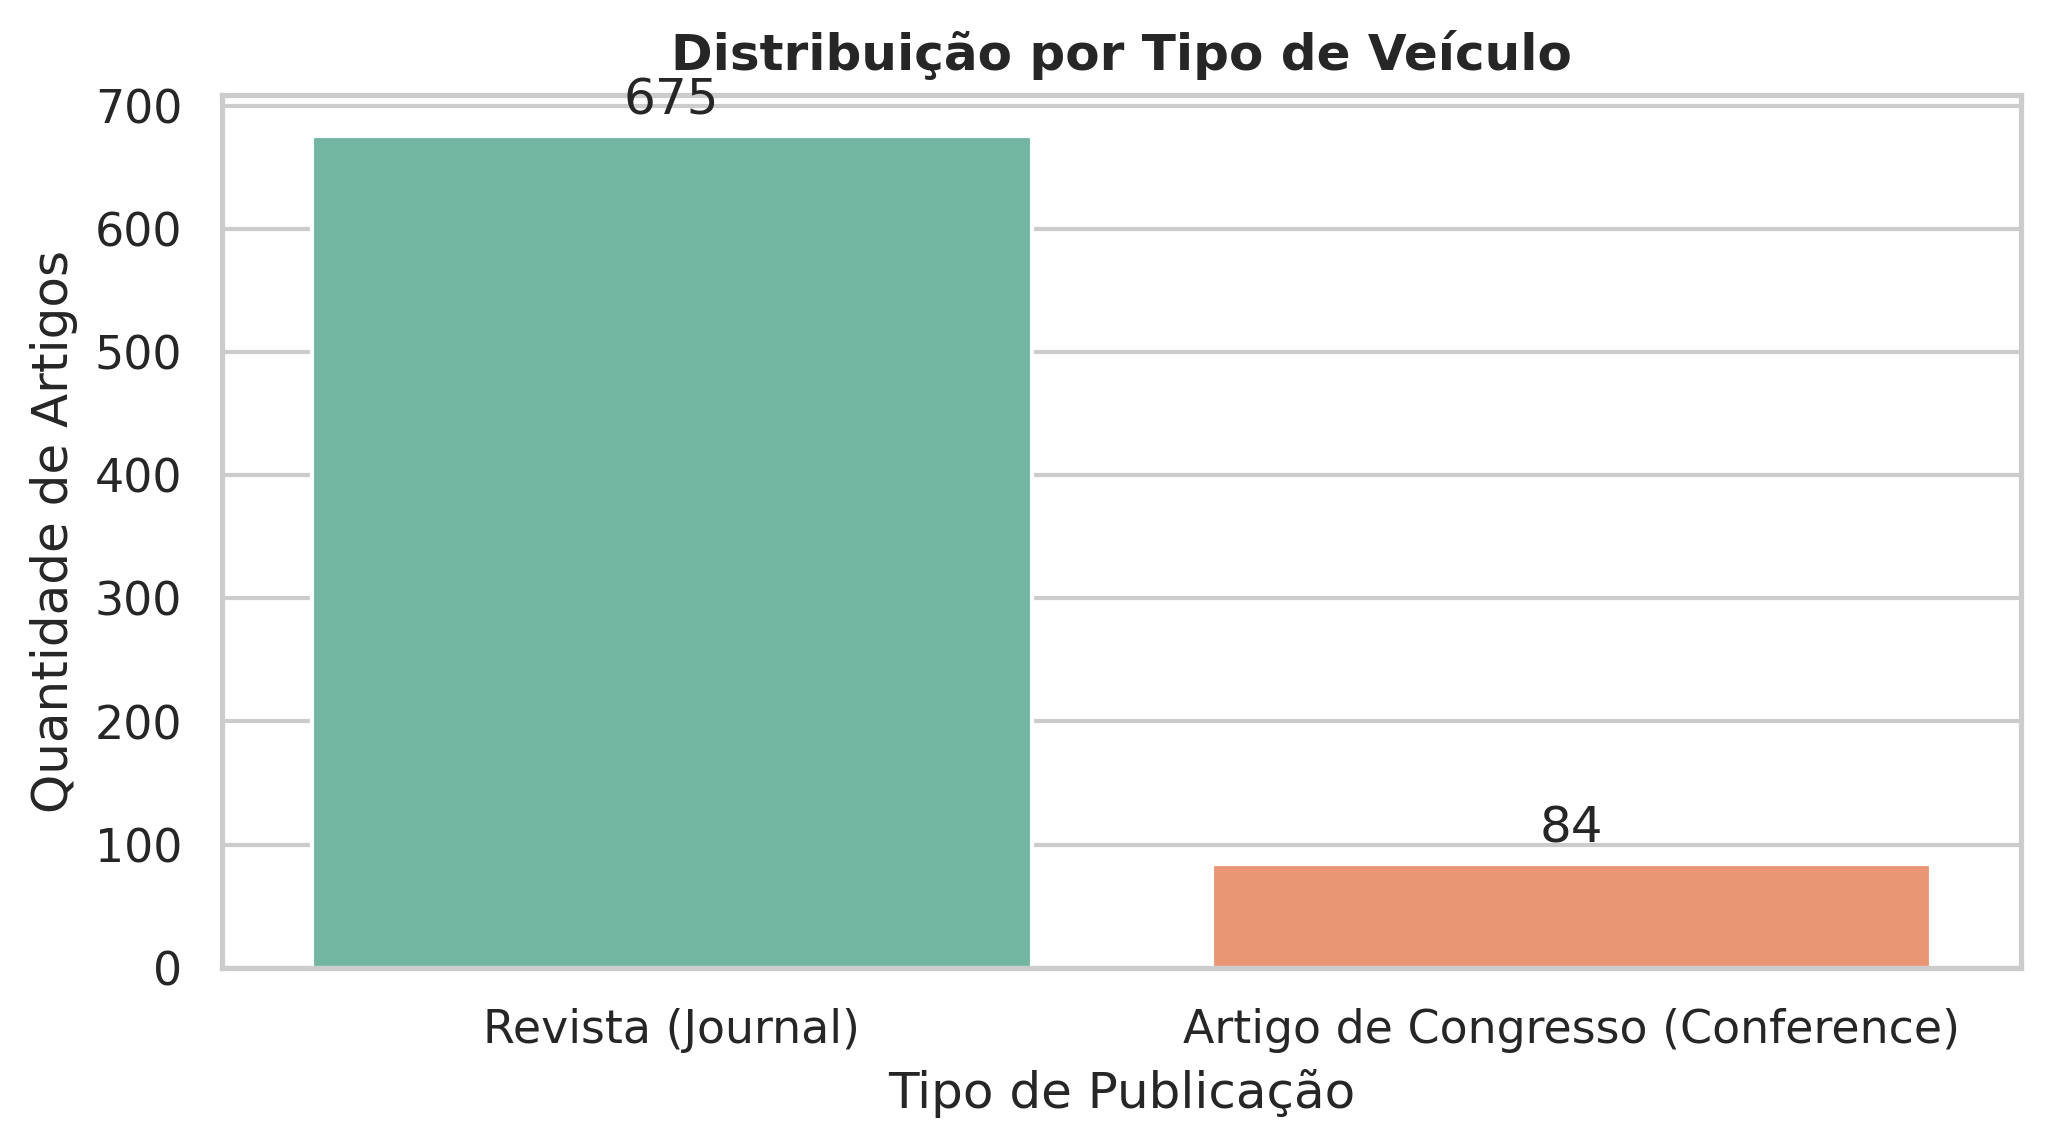 Distribuição por Tipo de Veículo
675
700
600
500
400
300
200
100
0
84
Quantidade de Artigos
Revista (Journal)
Artigo de Congresso (Conference)
Tipo de Publicação